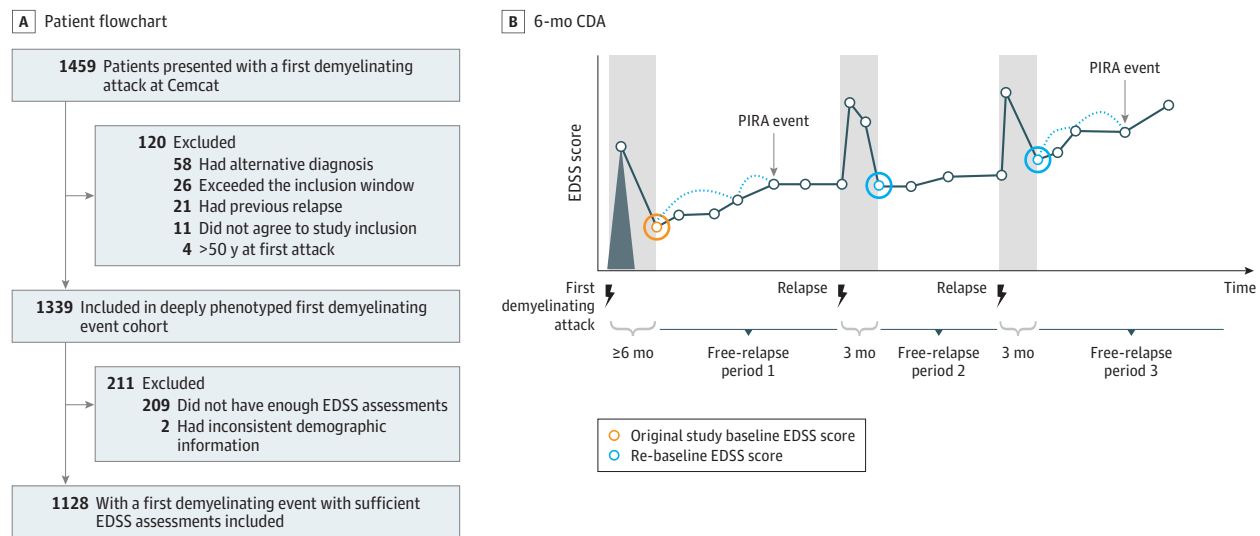 A Patient flowchart
1459 Patients presented with a first demyelinating
attack at Cemcat
120 Excluded
58 Had alternative diagnosis
26 Exceeded the inclusion window
21 Had previous relapse
11 Did not agree to study inclusion
4 >50 y at first attack
1339 Included in deeply phenotyped first demyelinating
event cohort
211 Excluded
209 Did not have enough EDSS assessments
2 Had inconsistent demographic
information
1128 With a first demyelinating event with sufficient
EDSS assessments included
B 6-mo CDA
EDSS score
PIRA event
PIRA event
First
demyelinating
attack
Relapse
Relapse
Time
≥6 mo
Free-relapse
period 1
3 mo
Free-relapse
period 2
3 mo
Free-relapse
period 3
Original study baseline EDSS score
Re-baseline EDSS score